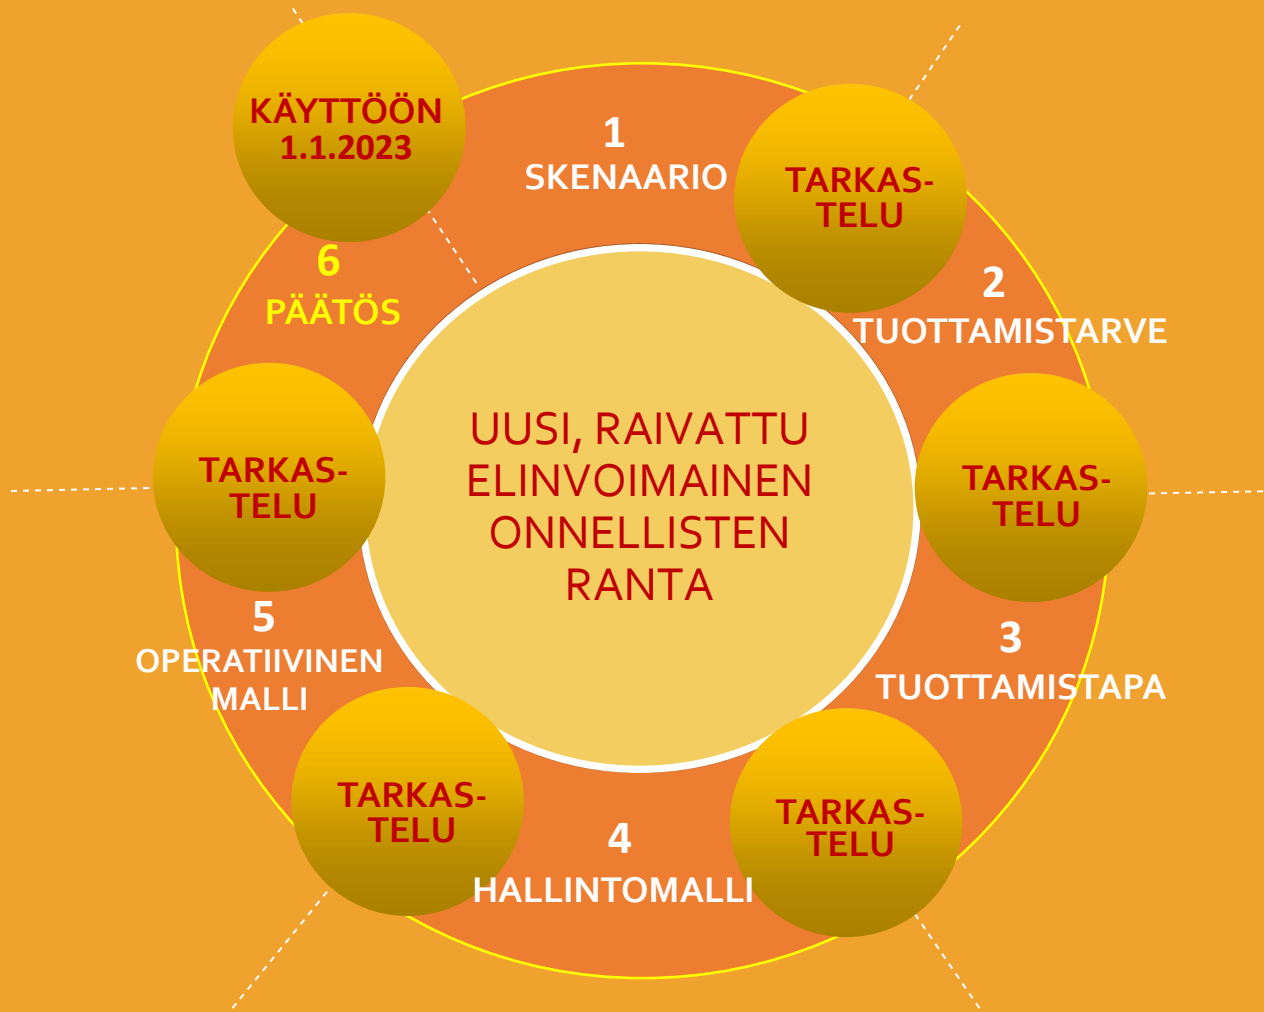 KÄYTTÖÖN
1.1.2023
1
SKENAARIO
TARKAS-
TELU
2
TUOTTAMISTARVE
TARKAS-
TELU
3
TUOTTAMISTAPA
TARKAS-
TELU
4
HALLINTOMALLI
TARKAS-
TELU
5
OPERATIIVINEN
MALLI
TARKAS-
TELU
6
PÄÄTÖS
UUSI, RAIVATTU
ELINVOIMAINEN
ONNELLISTEN
RANTA